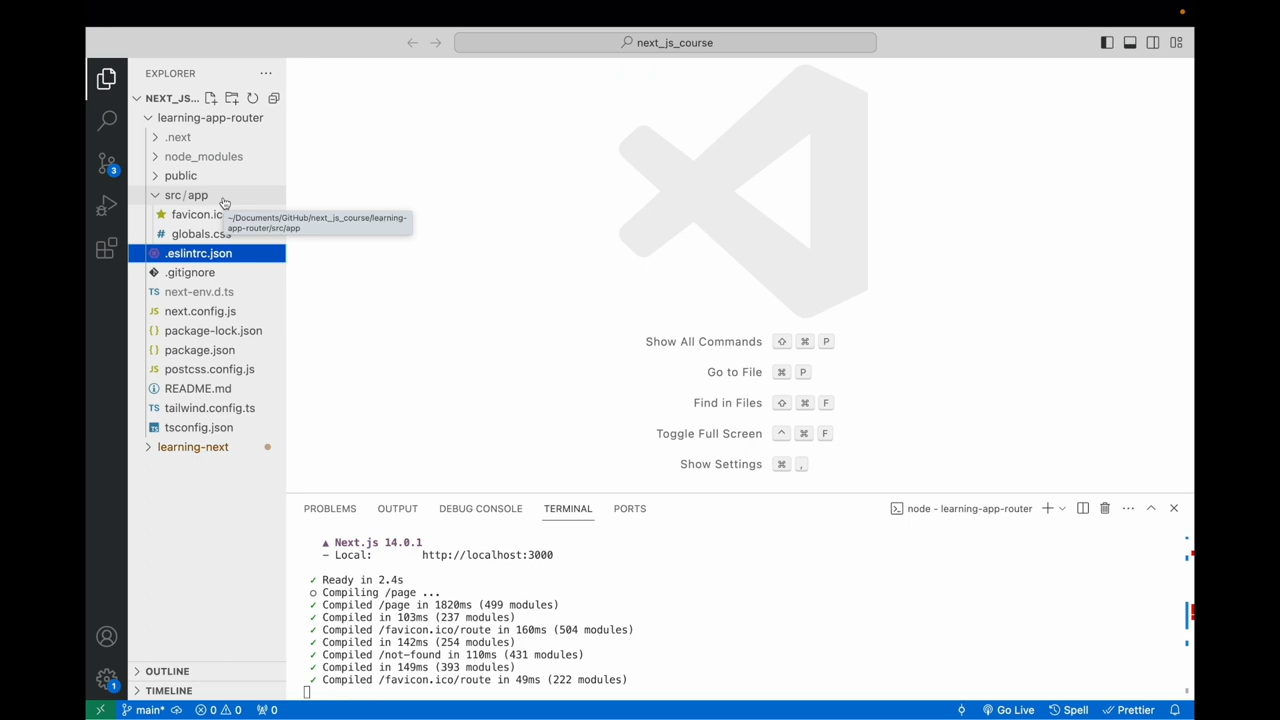 next_js_course
EXPLORER
NEXT_JS...
learning-app-router
.next
node_modules
public
src/app
favicon.ic
~/Documents/GitHub/next_js_course/learning-
app-router/src/app
globals.css
.eslintrc.json
.gitignore
TS next-env.d.ts
JS next.config.js
{} package-lock.json
{} package.json
JS postcss.config.js
README.md
TS tailwind.config.ts
tsconfig.json
learning-next
OUTLINE
TIMELINE
3
1
Show All Commands ⇧ ⌘ P
Go to File ⌘ P
Find in Files ⇧ ⌘ F
Toggle Full Screen ^ ⌘ F
Show Settings ⌘ ,
PROBLEMS OUTPUT DEBUG CONSOLE TERMINAL PORTS
node - learning-app-router
▲ Next.js 14.0.1
- Local: http://localhost:3000
✓ Ready in 2.4s
○ Compiling /page ...
✓ Compiled /page in 1820ms (499 modules)
✓ Compiled in 103ms (237 modules)
✓ Compiled /favicon.ico/route in 160ms (504 modules)
✓ Compiled in 142ms (254 modules)
✓ Compiled /not-found in 110ms (431 modules)
✓ Compiled in 149ms (393 modules)
✓ Compiled /favicon.ico/route in 49ms (222 modules)
main* 0 0 0 Go Live Spell Prettier